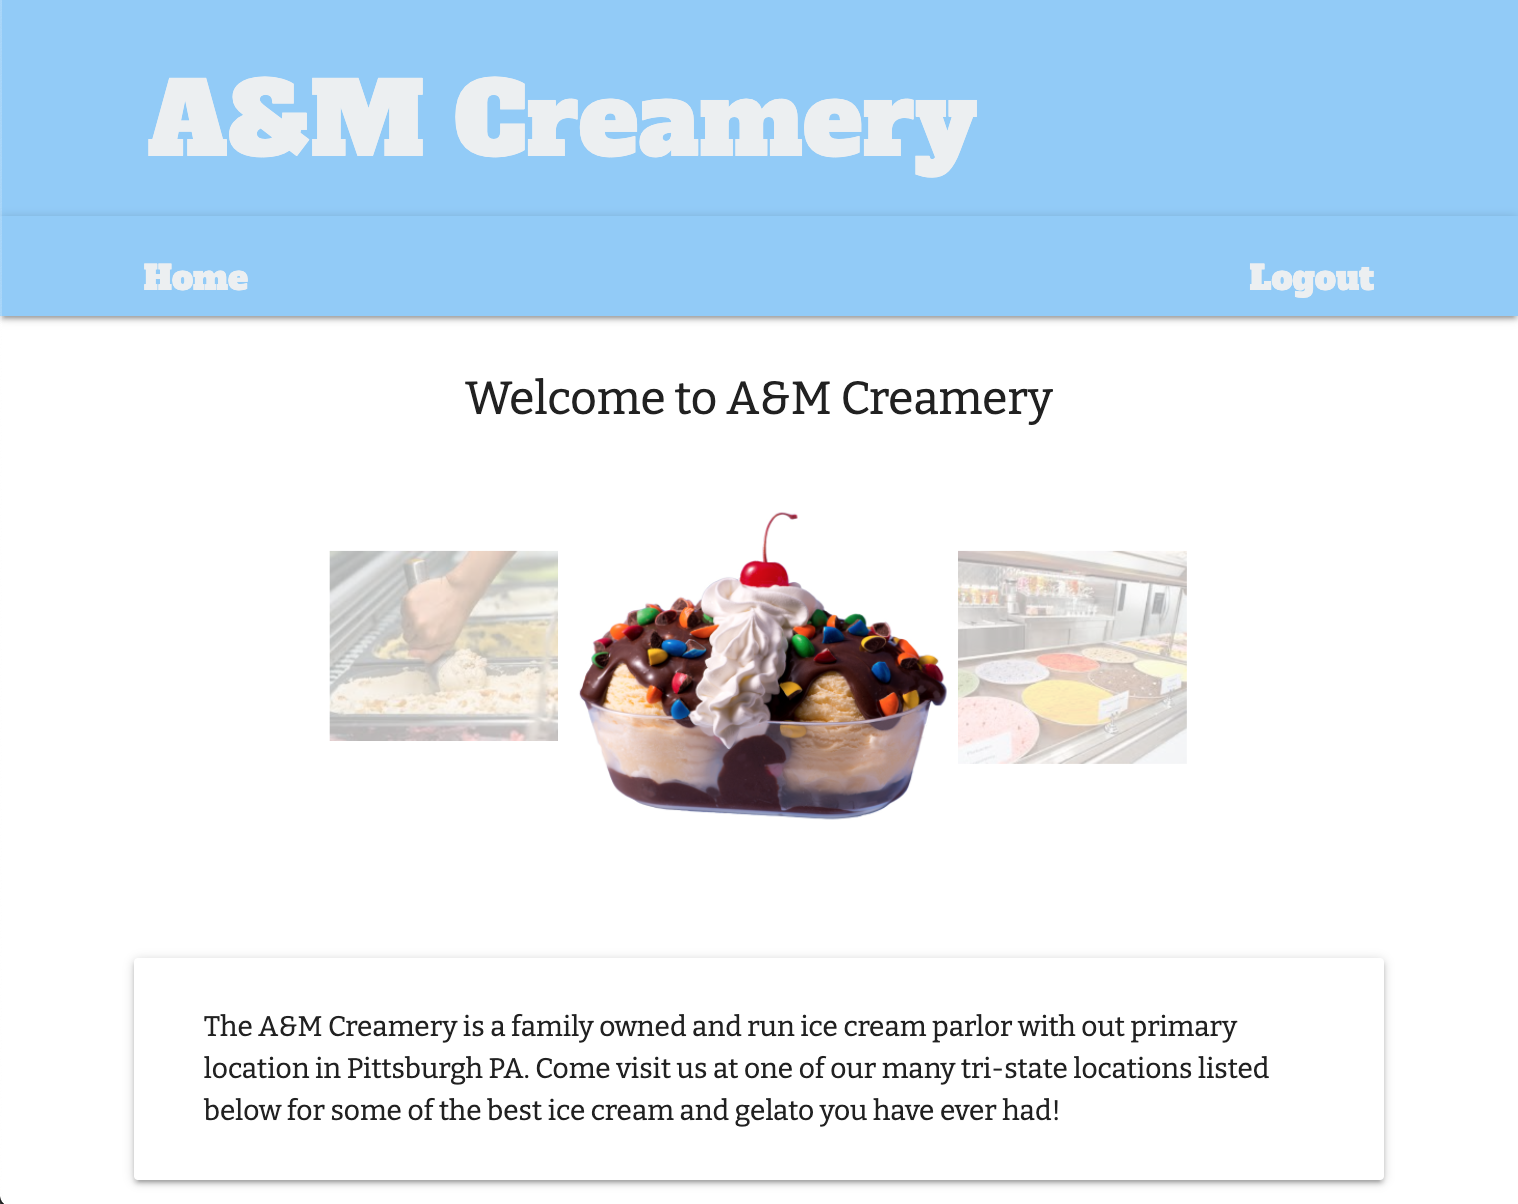 A&M Creamery
Home
Logout
Welcome to A&M Creamery
The A&M Creamery is a family owned and run ice cream parlor with out primary
location in Pittsburgh PA. Come visit us at one of our many tri-state locations listed
below for some of the best ice cream and gelato you have ever had!